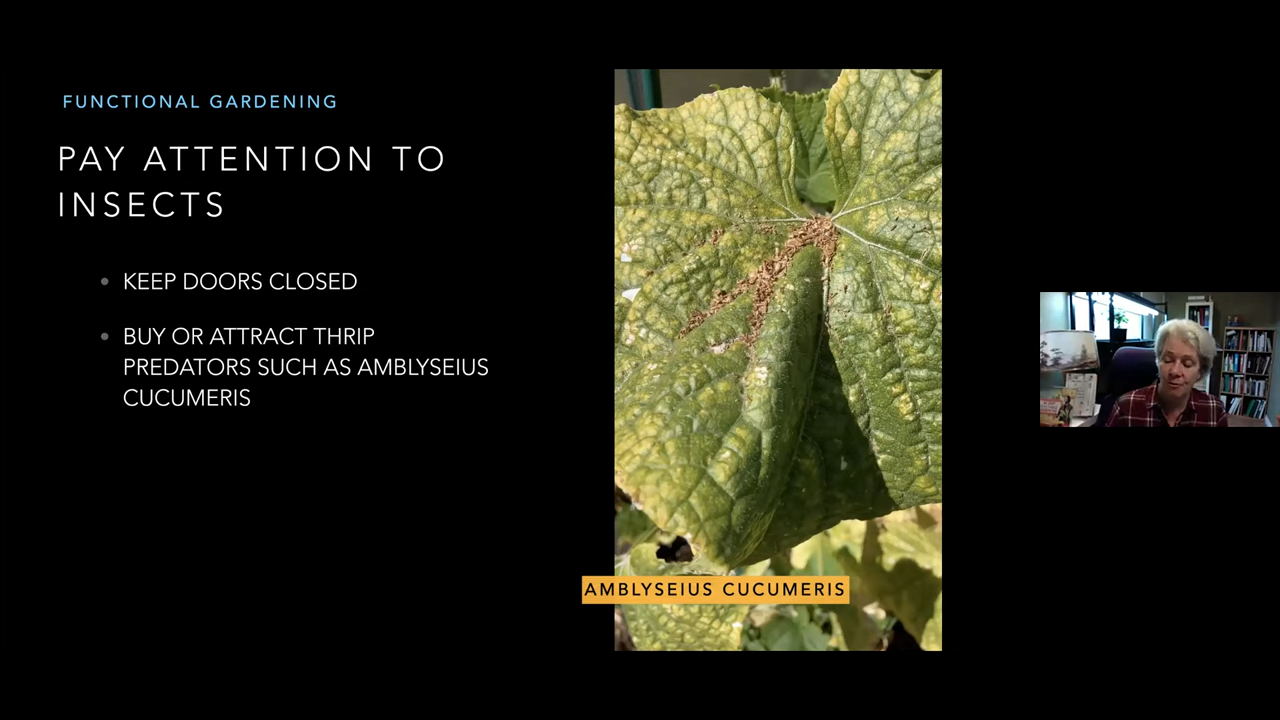 FUNCTIONAL GARDENING
PAY ATTENTION TO
INSECTS
• KEEP DOORS CLOSED
• BUY OR ATTRACT THRIP
PREDATORS SUCH AS AMBLYSEIUS
CUCUMERIS
AMBLYSEIUS CUCUMERIS